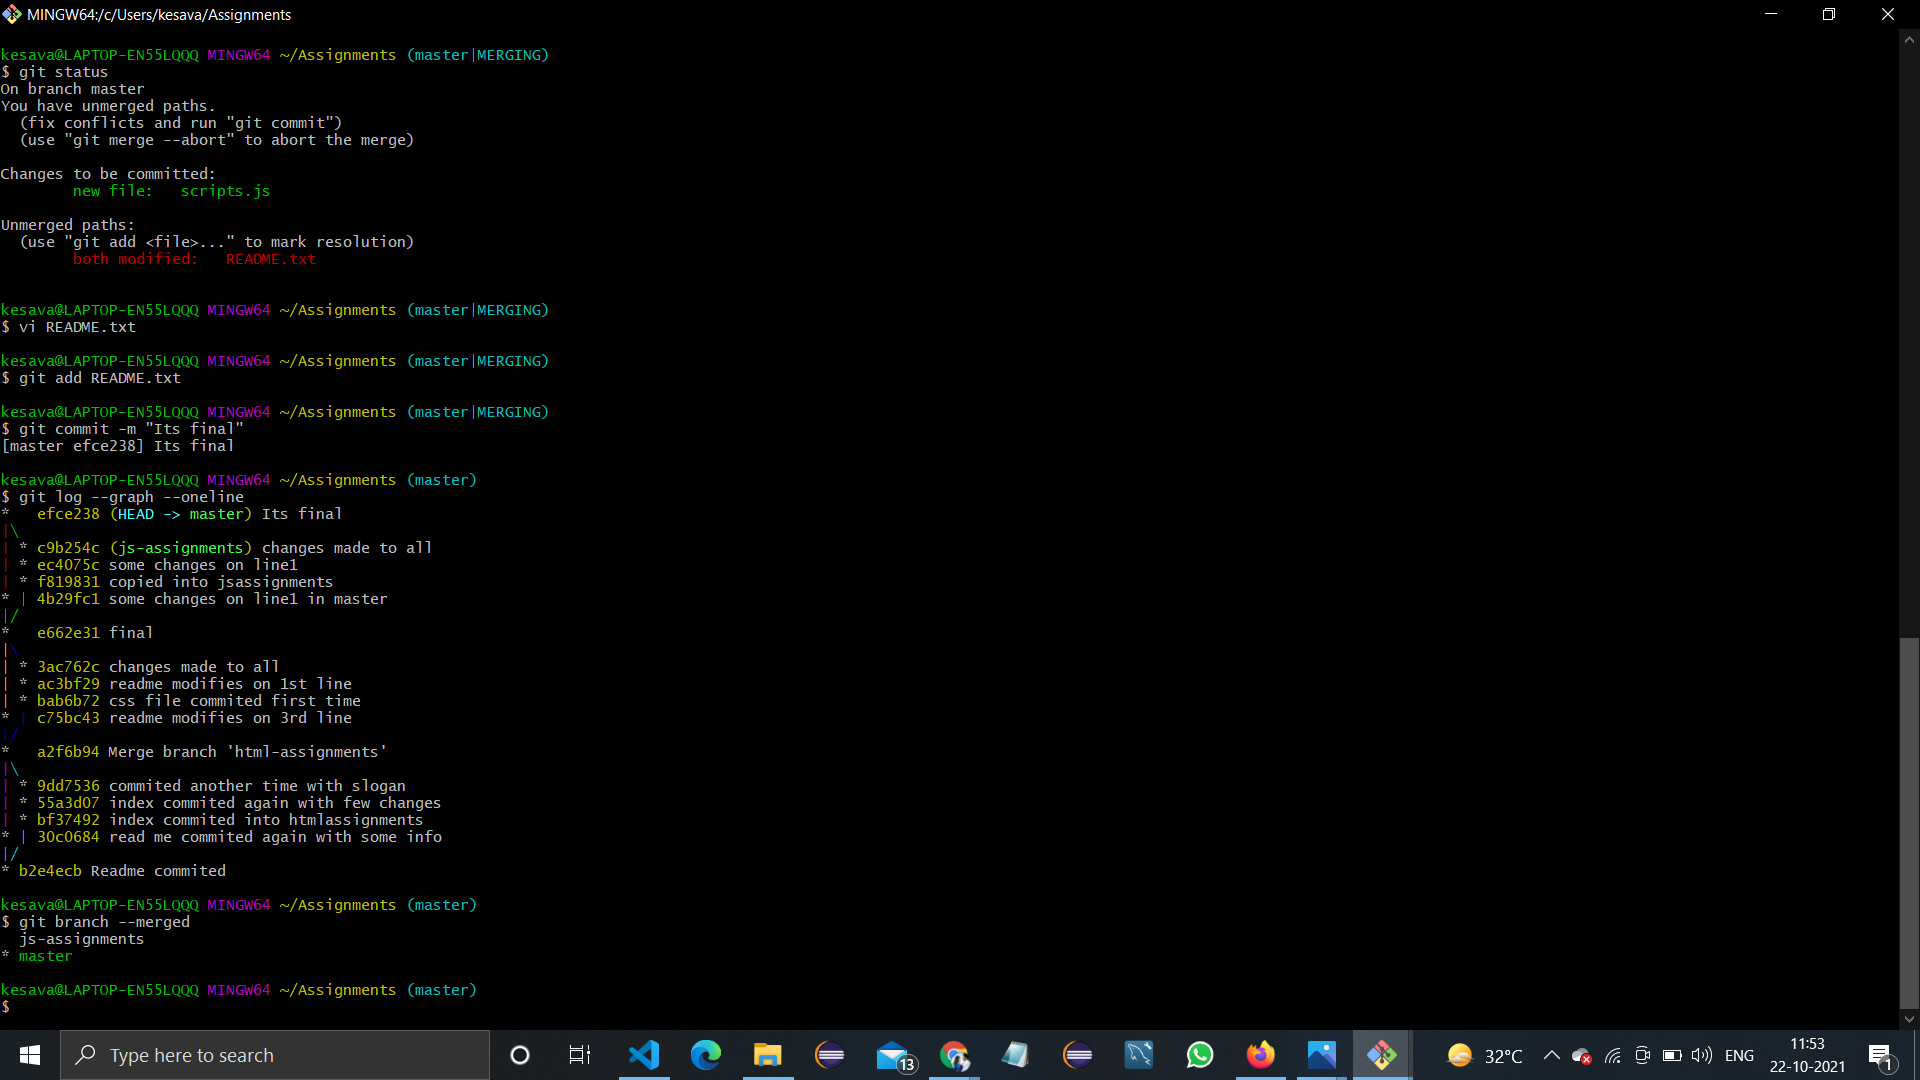 MINGW64:/c/Users/kesava/Assignments
kesava@LAPTOP-EN55LQQQ MINGW64 ~/Assignments (master|MERGING)
$ git status
On branch master
You have unmerged paths.
  (fix conflicts and run "git commit")
  (use "git merge --abort" to abort the merge)
Changes to be committed:
        new file:   scripts.js
Unmerged paths:
  (use "git add <file>..." to mark resolution)
        both modified:   README.txt
kesava@LAPTOP-EN55LQQQ MINGW64 ~/Assignments (master|MERGING)
$ vi README.txt
kesava@LAPTOP-EN55LQQQ MINGW64 ~/Assignments (master|MERGING)
$ git add README.txt
kesava@LAPTOP-EN55LQQQ MINGW64 ~/Assignments (master|MERGING)
$ git commit -m "Its final"
[master efce238] Its final
kesava@LAPTOP-EN55LQQQ MINGW64 ~/Assignments (master)
$ git log --graph --oneline
*   efce238 (HEAD -> master) Its final
|\
| * c9b254c (js-assignments) changes made to all
| * ec4075c some changes on line1
| * f819831 copied into jsassignments
* | 4b29fc1 some changes on line1 in master
|/
*   e662e31 final
|\
| * 3ac762c changes made to all
| * ac3bf29 readme modifies on 1st line
| * bab6b72 css file commited first time
* | c75bc43 readme modifies on 3rd line
|/
*   a2f6b94 Merge branch 'html-assignments'
|\
| * 9dd7536 commited another time with slogan
| * 55a3d07 index commited again with few changes
| * bf37492 index commited into htmlassignments
* | 30c0684 read me commited again with some info
|/
* b2e4ecb Readme commited
kesava@LAPTOP-EN55LQQQ MINGW64 ~/Assignments (master)
$ git branch --merged
  js-assignments
* master
kesava@LAPTOP-EN55LQQQ MINGW64 ~/Assignments (master)
$
Type here to search
13
32°C
ENG
11:53
22-10-2021
1